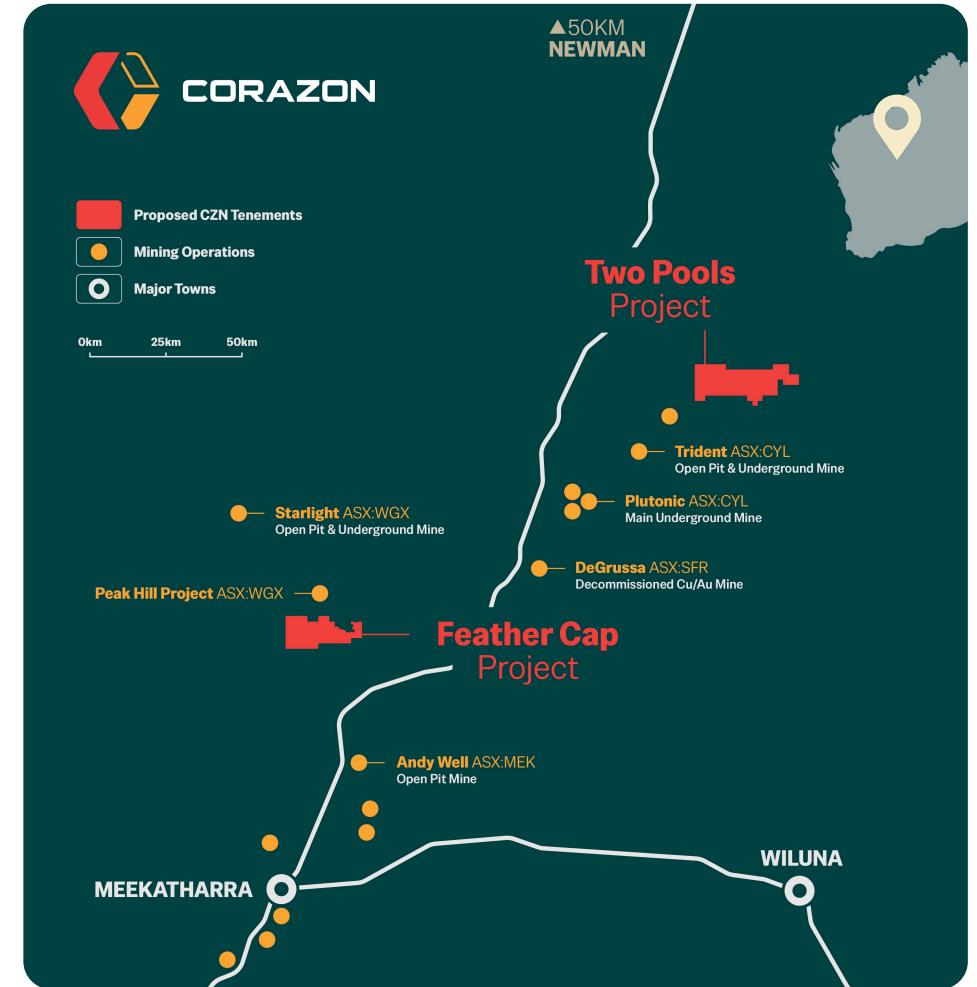 ▲50KM
NEWMAN
CORAZON
Proposed CZN Tenements
Mining Operations
Major Towns
0km 25km 50km
Two Pools
Project
Trident ASX:CYL
Open Pit & Underground Mine
Plutonic ASX:CYL
Main Underground Mine
Starlight ASX:WGX
Open Pit & Underground Mine
DeGrussa ASX:SFR
Decommissioned Cu/Au Mine
Peak Hill Project ASX:WGX
Feather Cap
Project
Andy Well ASX:MEK
Open Pit Mine
WILUNA
MEEKATHARRA